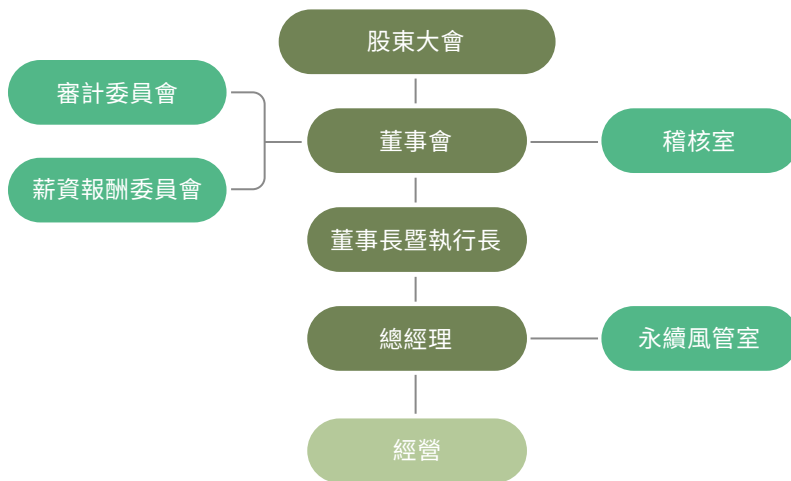 股東大會
審計委員會
董事會
稽核室
薪資報酬委員會
董事長暨執行長
總經理
永續風管室
經營